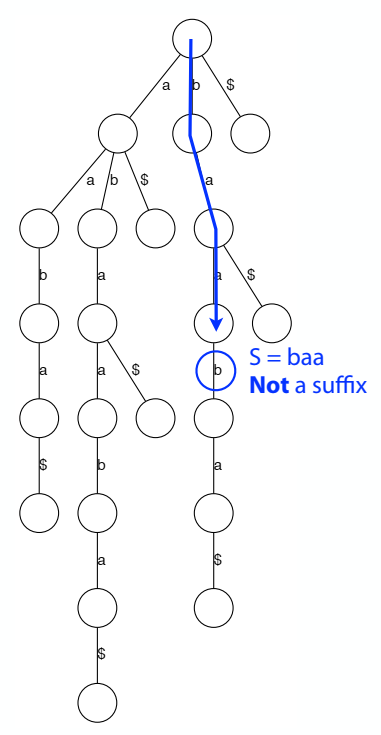 a b $
a b $ a
b a a $
S = baa
b
Not a suffix
a a $
$ b a
a $
$